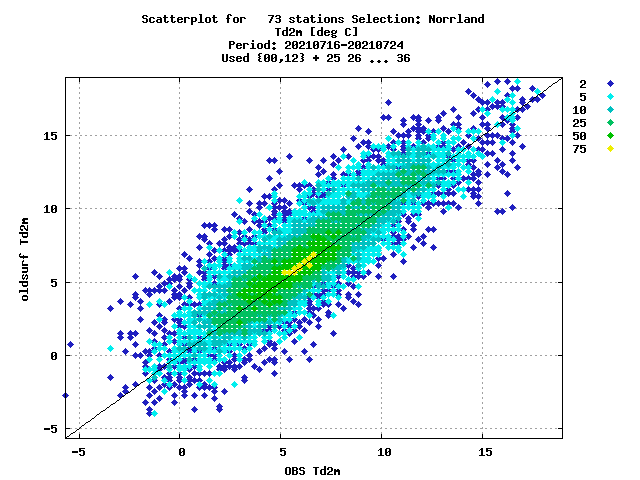 Scatterplot for   73 stations Selection: Norrland
Td2m [deg C]
Period: 20210716-20210724
Used {00,12} + 25 26 ... 36
2
5
10
25
50
75
15
10
5
0
-5
oldsurf Td2m
-5 0 5 10 15
OBS Td2m